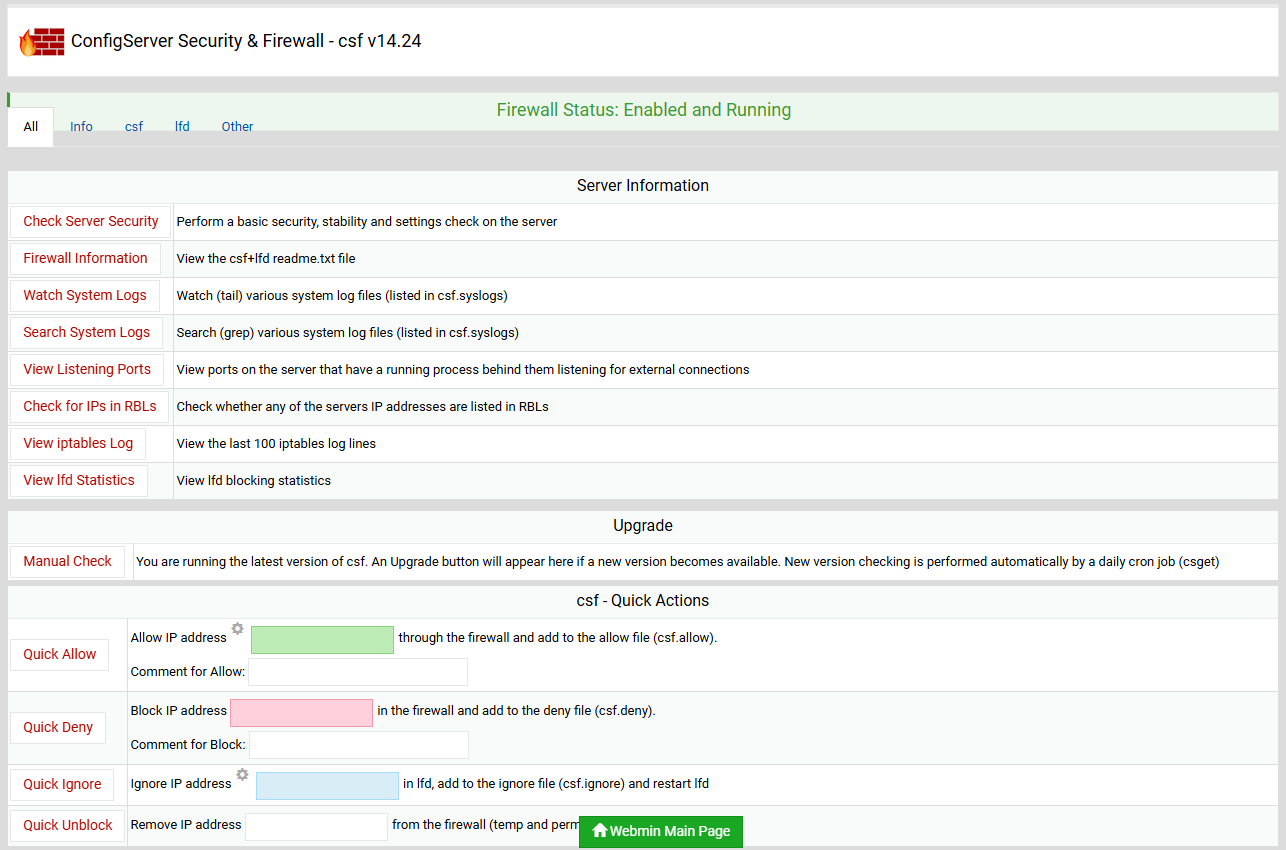 ConfigServer Security & Firewall - csf v14.24
Firewall Status: Enabled and Running
All Info csf lfd Other
Server Information
Check Server Security Perform a basic security, stability and settings check on the server
Firewall Information View the csf+lfd readme.txt file
Watch System Logs Watch (tail) various system log files (listed in csf.syslogs)
Search System Logs Search (grep) various system log files (listed in csf.syslogs)
View Listening Ports View ports on the server that have a running process behind them listening for external connections
Check for IPs in RBLs Check whether any of the servers IP addresses are listed in RBLs
View iptables Log View the last 100 iptables log lines
View lfd Statistics View lfd blocking statistics
Upgrade
Manual Check You are running the latest version of csf. An Upgrade button will appear here if a new version becomes available. New version checking is performed automatically by a daily cron job (csget)
csf - Quick Actions
Quick Allow
Allow IP address through the firewall and add to the allow file (csf.allow).
Comment for Allow:
Quick Deny
Block IP address in the firewall and add to the deny file (csf.deny).
Comment for Block:
Quick Ignore Ignore IP address in lfd, add to the ignore file (csf.ignore) and restart lfd
Quick Unblock Remove IP address from the firewall (temp and perm
Webmin Main Page